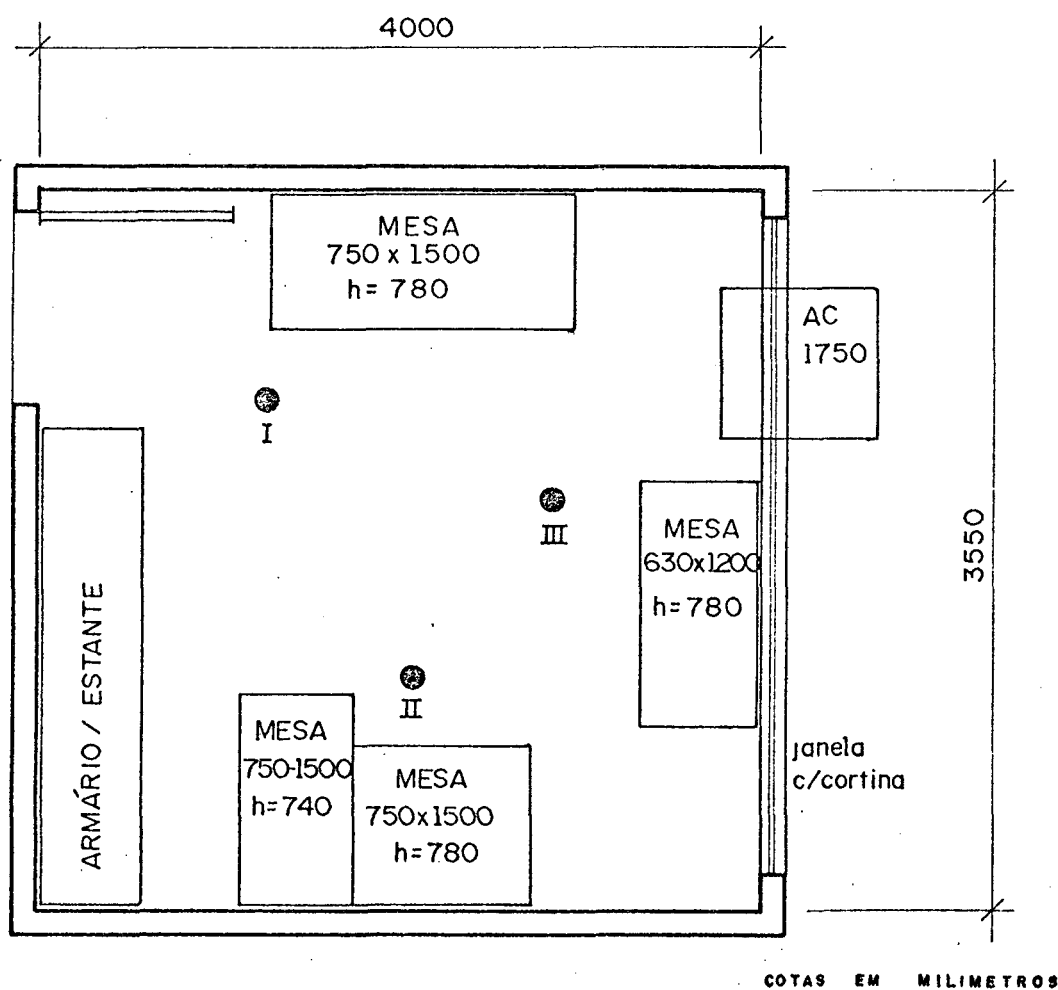 4000
MESA
750 x 1500
h= 780
AC
1750
I
III
3550
MESA
630x1200
h= 780
ARMÁRIO / ESTANTE
II
MESA
750-1500
h= 740
MESA
750x1500
h= 780
janela
c/cortina
COTAS EM MILIMETROS